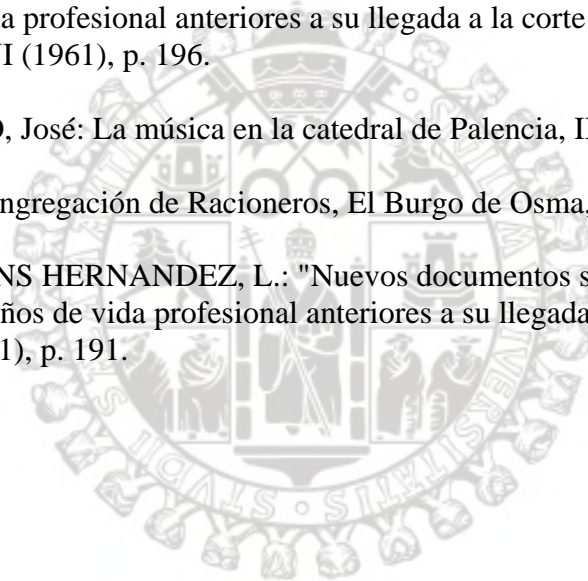 a profesional anteriores a su llegada a la corte
I (1961), p. 196.
, José: La música en la catedral de Palencia, I
ngregación de Racioneros, El Burgo de Osma.
NS HERNANDEZ, L.: "Nuevos documentos s
ños de vida profesional anteriores a su llegada
1), p. 191.